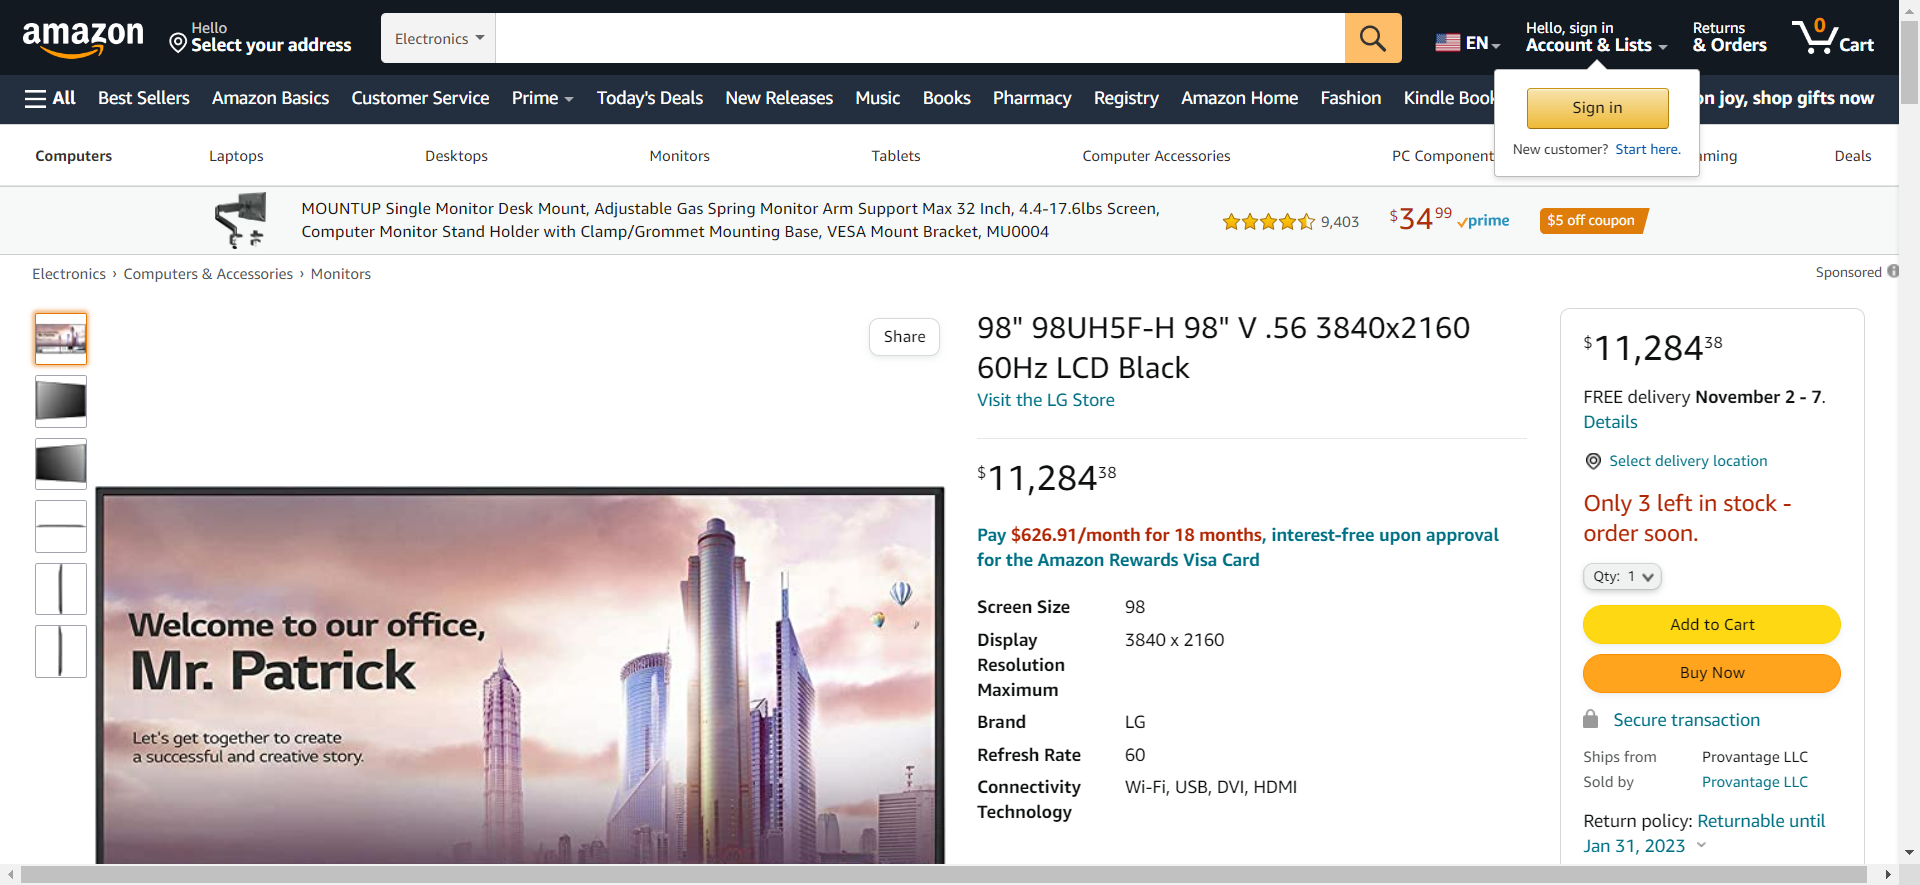 amazon
Hello
Select your address
Electronics
EN
Hello, sign in
Account & Lists
Returns
& Orders
0
Cart
All
Best Sellers
Amazon Basics
Customer Service
Prime
Today's Deals
New Releases
Music
Books
Pharmacy
Registry
Amazon Home
Fashion
Kindle Book
on joy, shop gifts now
Sign in
New customer? Start here.
Computers
Laptops
Desktops
Monitors
Tablets
Computer Accessories
PC Component
Deals
MOUNTUP Single Monitor Desk Mount, Adjustable Gas Spring Monitor Arm Support Max 32 Inch, 4.4-17.6lbs Screen,
Computer Monitor Stand Holder with Clamp/Grommet Mounting Base, VESA Mount Bracket, MU0004
9,403
$34 99
prime
$5 off coupon
Electronics › Computers & Accessories › Monitors
Sponsored
Share
98" 98UH5F-H 98" V .56 3840x2160
60Hz LCD Black
Visit the LG Store
$11,284 38
Pay $626.91/month for 18 months, interest-free upon approval
for the Amazon Rewards Visa Card
Screen Size 98
Display Resolution Maximum 3840 x 2160
Brand LG
Refresh Rate 60
Connectivity Technology Wi-Fi, USB, DVI, HDMI
Welcome to our office,
Mr. Patrick
Let's get together to create
a successful and creative story.
$11,284 38
FREE delivery November 2 - 7.
Details
Select delivery location
Only 3 left in stock -
order soon.
Qty: 1
Add to Cart
Buy Now
Secure transaction
Ships from Provantage LLC
Sold by Provantage LLC
Return policy: Returnable until
Jan 31, 2023